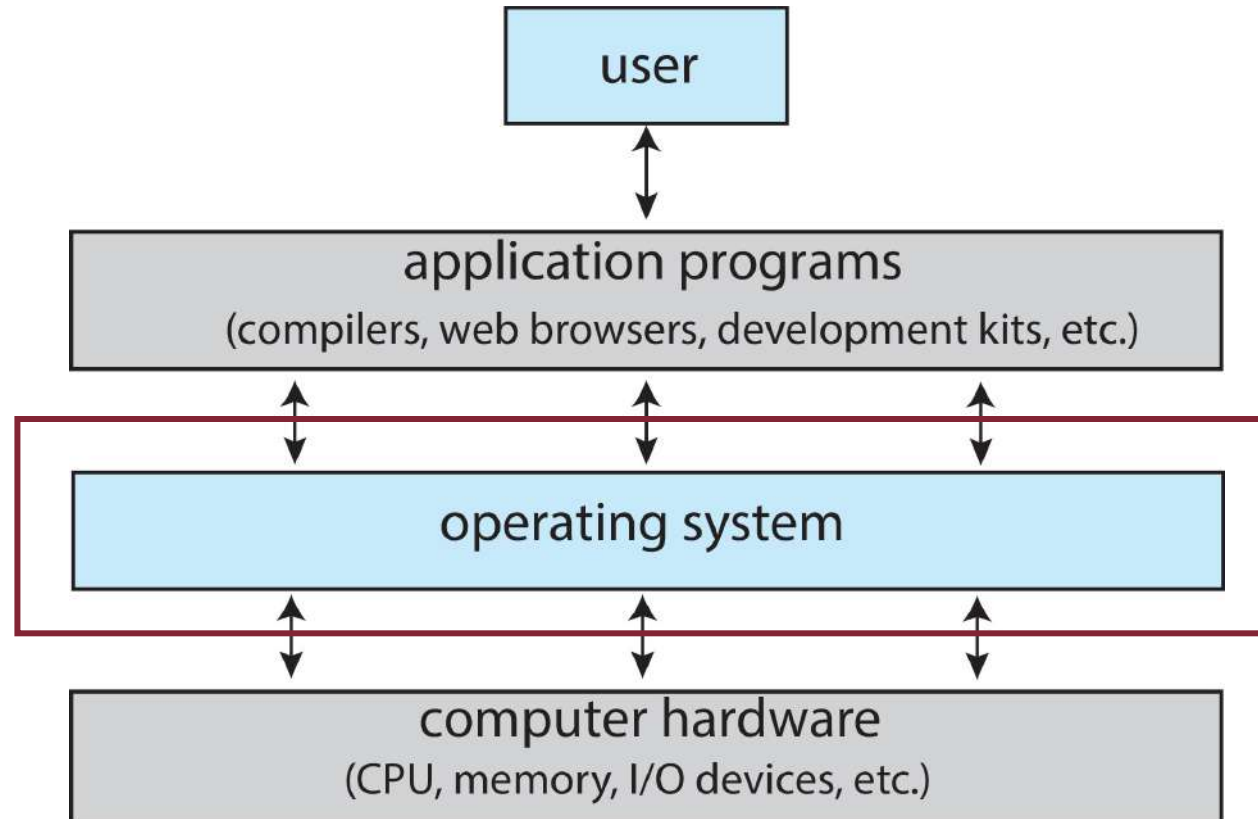 user
application programs
(compilers, web browsers, development kits, etc.)
operating system
computer hardware
(CPU, memory, I/O devices, etc.)